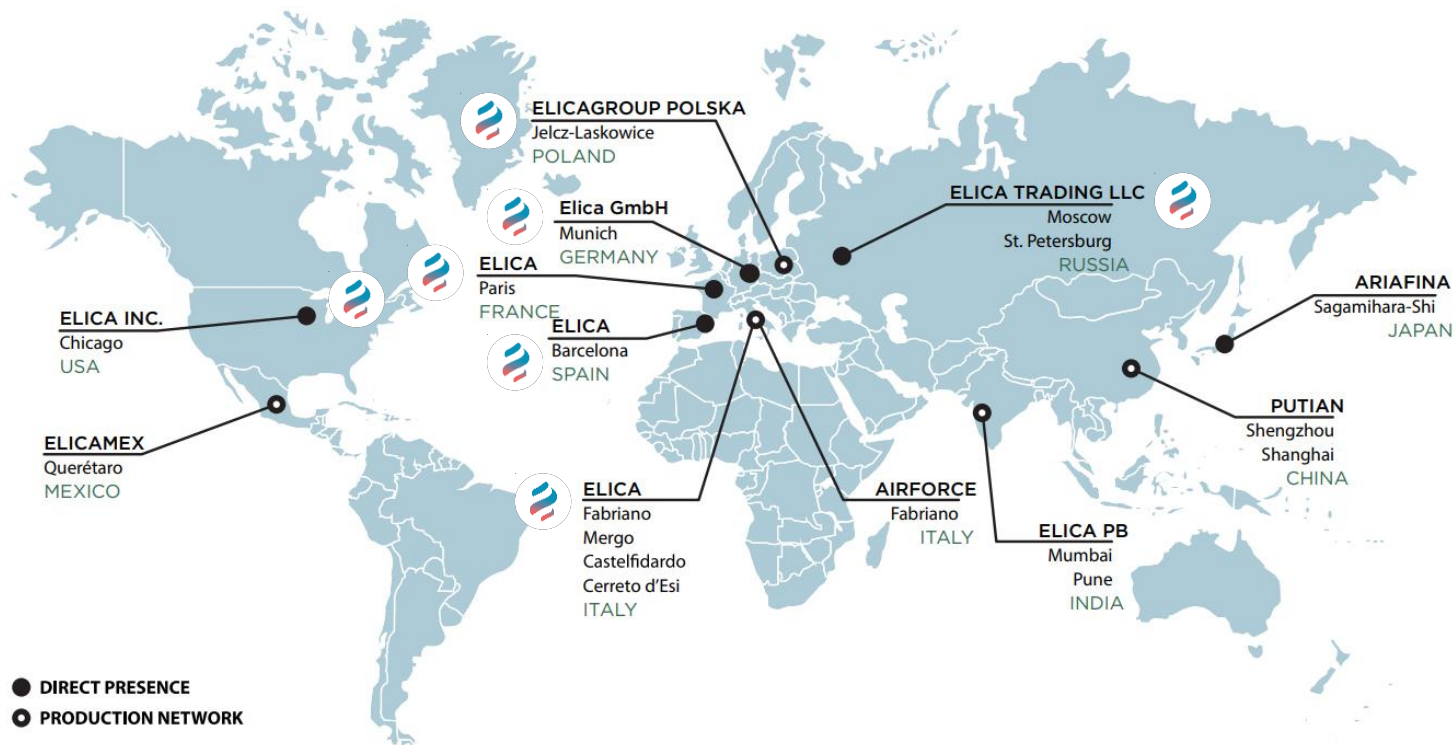 ELICAGROUP POLSKA
Jelcz-Laskowice
POLAND
Elica GmbH
Munich
GERMANY
ELICA
Paris
FRANCE
ELICA
Barcelona
SPAIN
ELICA INC.
Chicago
USA
ELICAMEX
Querétaro
MEXICO
ELICA
Fabriano
Mergo
Castelfidardo
Cerreto d'Esi
ITALY
AIRFORCE
Fabriano
ITALY
ELICA TRADING LLC
Moscow
St. Petersburg
RUSSIA
ARIAFINA
Sagamihara-Shi
JAPAN
PUTIAN
Shengzhou
Shanghai
CHINA
ELICA PB
Mumbai
Pune
INDIA
DIRECT PRESENCE
PRODUCTION NETWORK